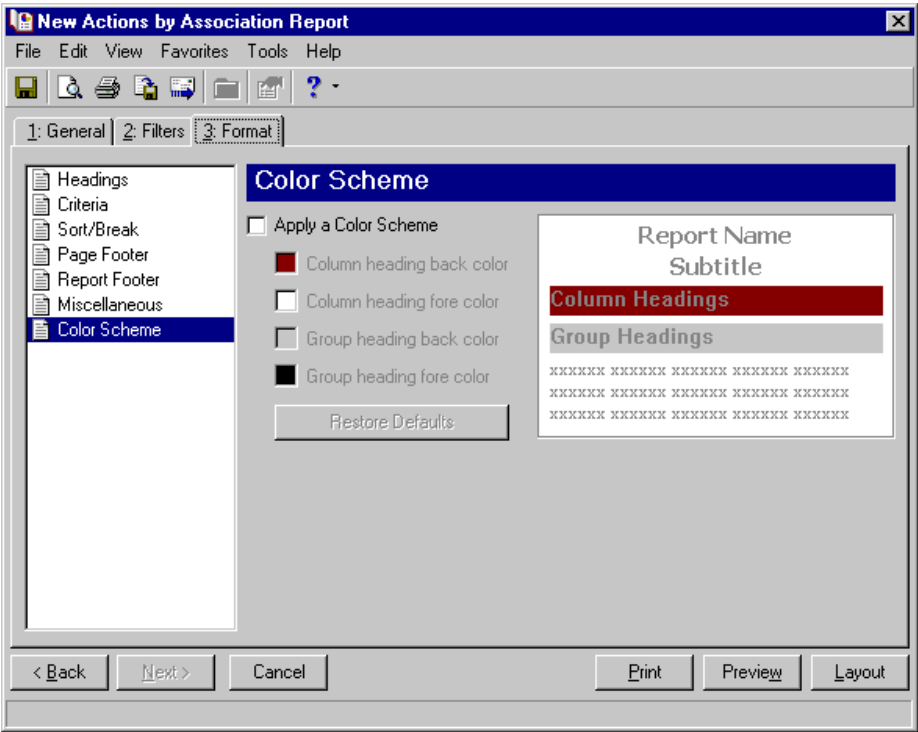 New Actions by Association Report
File Edit View Favorites Tools Help
?
1: General 2: Filters 3: Format
Headings
Criteria
Sort/Break
Page Footer
Report Footer
Miscellaneous
Color Scheme
Color Scheme
Apply a Color Scheme
Column heading back color
Column heading fore color
Group heading back color
Group heading fore color
Restore Defaults
Report Name
Subtitle
Column Headings
Group Headings
xxxxxx xxxxxx xxxxxx xxxxxx xxxxxx
xxxxxx xxxxxx xxxxxx xxxxxx xxxxxx
xxxxxx xxxxxx xxxxxx xxxxxx xxxxxx
< Back Next > Cancel Print Preview Layout